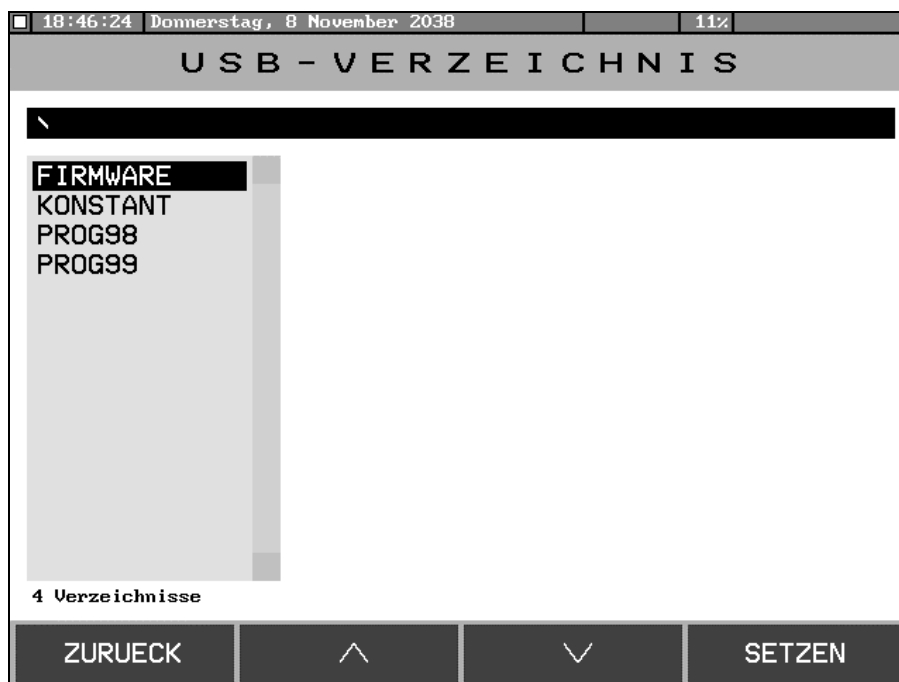 18:46:24 Donnerstag, 8 November 2038 11%
USB-VERZEICHNIS
\
FIRMWARE
KONSTANT
PROG98
PROG99
4 Verzeichnisse
ZURUECK SETZEN